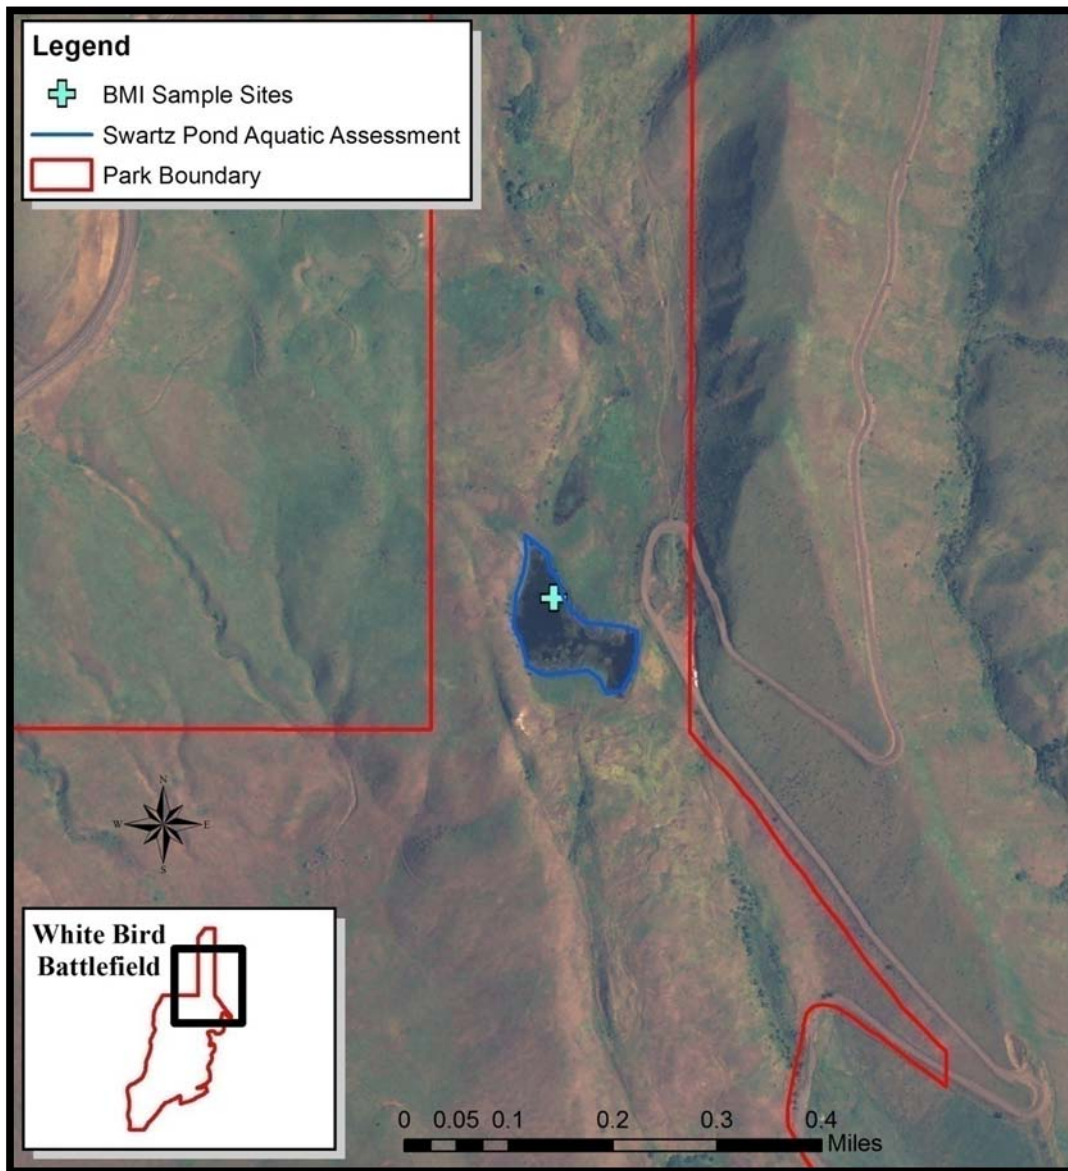 Legend
BMI Sample Sites
Swartz Pond Aquatic Assessment
Park Boundary
N
W E
S
White Bird
Battlefield
0 0.05 0.1 0.2 0.3 0.4
Miles